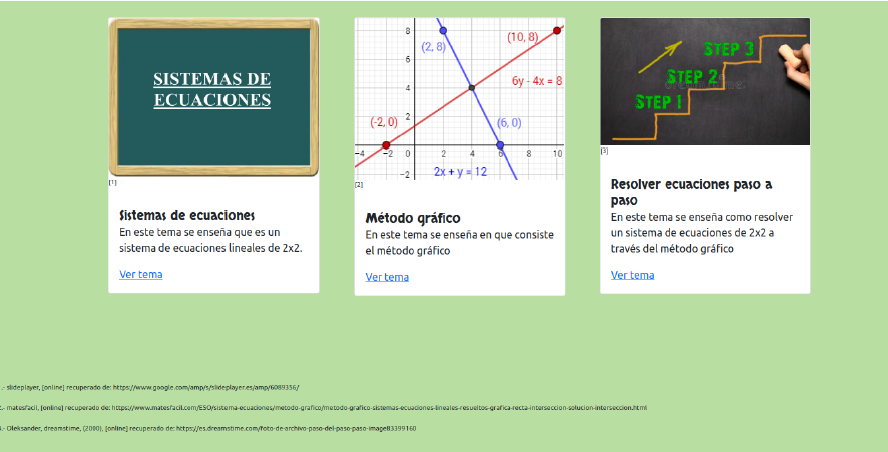 SISTEMAS DE
ECUACIONES
[1]
Sistemas de ecuaciones
En este tema se enseña que es un
sistema de ecuaciones lineales de 2x2.
Ver tema
8
(2, 8)
(10, 8)
6
6y - 4x = 8
4
(-2, 0)
2
(6, 0)
-4
-2
0
2
4
6
8
10
-2
2x + y = 12
[2]
Método gráfico
En este tema se enseña en que consiste
el método gráfico
Ver tema
STEP 3
STEP 2
STEP 1
[3]
Resolver ecuaciones paso a
paso
En este tema se enseña como resolver
un sistema de ecuaciones de 2x2 a
través del método gráfico
Ver tema
.- slideplayer, [online] recuperado de: https://www.google.com/amp/s/slideplayer.es/amp/6089356/
2.- matesfacil, [online] recuperado de: https://www.matesfacil.com/ESO/sistema-ecuaciones/metodo-grafico/metodo-grafico-sistemas-ecuaciones-lineales-resueltos-grafica-recta-interseccion-solucion-interseccion.html
.- Oleksander, dreamstime, (2000), [online] recuperado de: https://es.dreamstime.com/foto-de-archivo-paso-del-paso-paso-image83399160